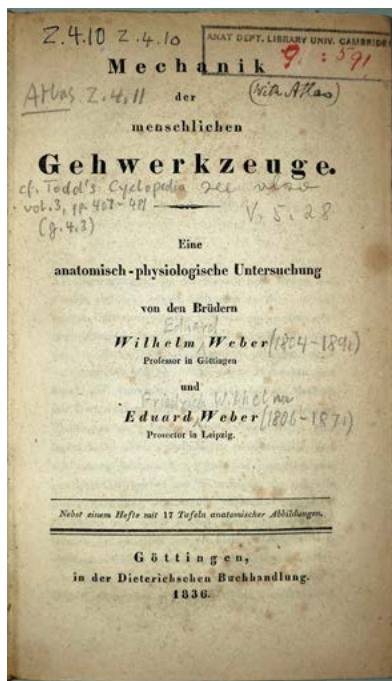 Z.4.10 Z.4.10
ANAT DEPT. LIBRARY UNIV. CAMBRIDGE
591
Mechanik
Atlas Z.4.11
der
(With Atlas)
menschlichen
Gehwerkzeuge.
cf. Todd's Cyclopedia see also
vol. 3, pp.
V. 5. 28
(g.4.3)
Eine
anatomisch-physiologische Untersuchung
von den Brüdern
Eduard
Wilhelm Weber (1804-1891)
Professor in Göttingen
und
Friedrich Wilhelm
Eduard Weber (1806-1871)
Prosector in Leipzig.
Nebst einem Hefte mit 17 Tafeln anatomischer Abbildungen.
Göttingen,
in der Dieterichschen Buchhandlung.
1836.